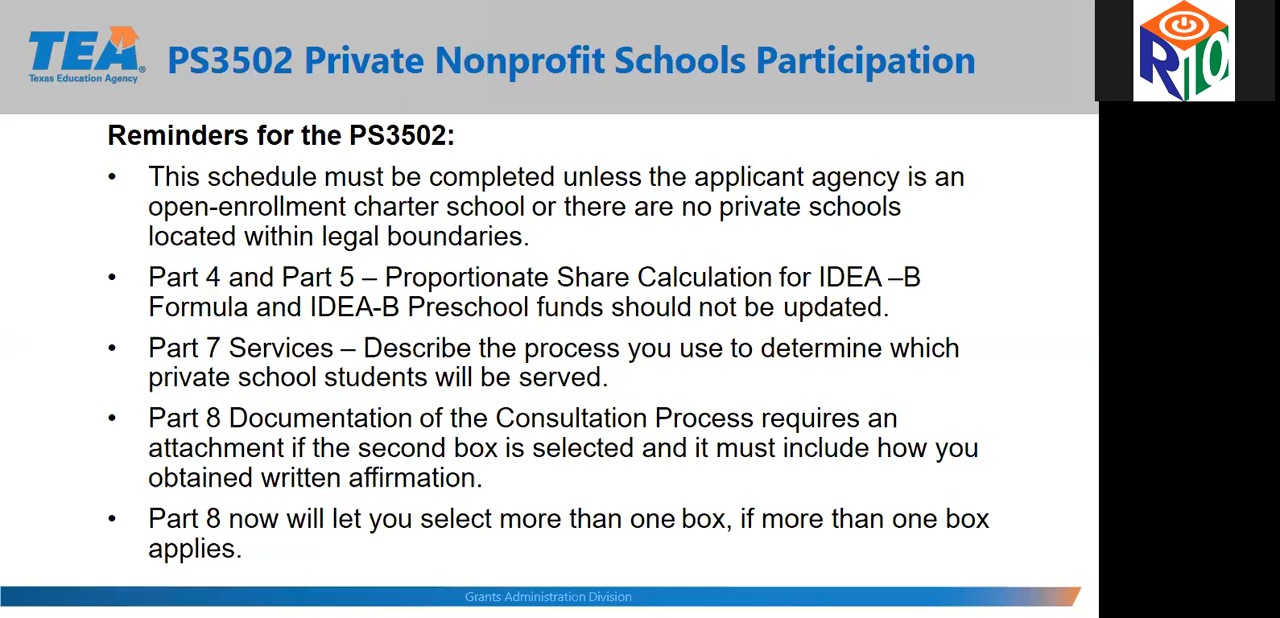 TEA
Texas Education Agency
PS3502 Private Nonprofit Schools Participation
R10
Reminders for the PS3502:
• This schedule must be completed unless the applicant agency is an
open-enrollment charter school or there are no private schools
located within legal boundaries.
• Part 4 and Part 5 – Proportionate Share Calculation for IDEA –B
Formula and IDEA-B Preschool funds should not be updated.
• Part 7 Services – Describe the process you use to determine which
private school students will be served.
• Part 8 Documentation of the Consultation Process requires an
attachment if the second box is selected and it must include how you
obtained written affirmation.
• Part 8 now will let you select more than one box, if more than one box
applies.
Grants Administration Division